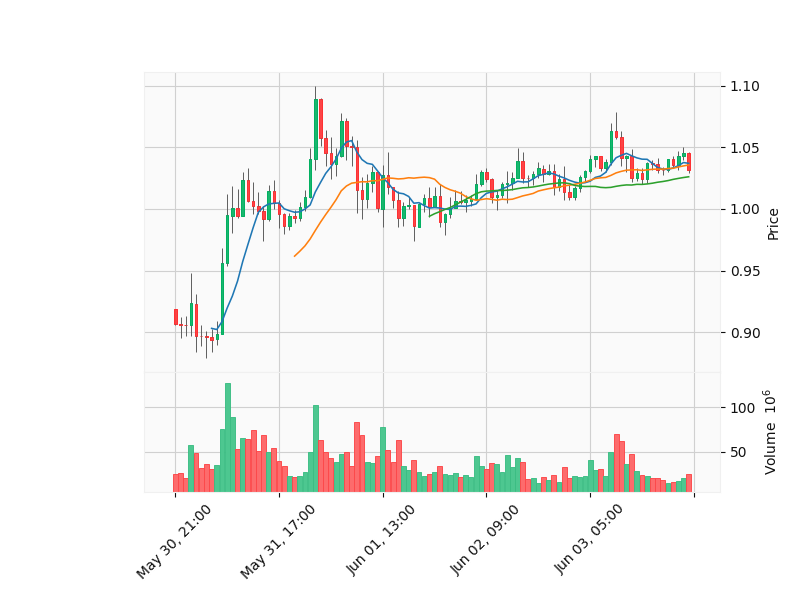 1.10
1.05
1.00
0.95
0.90
Price
100
50
Volume 10^6
May 30, 21:00
May 31, 17:00
Jun 01, 13:00
Jun 02, 09:00
Jun 03, 05:00